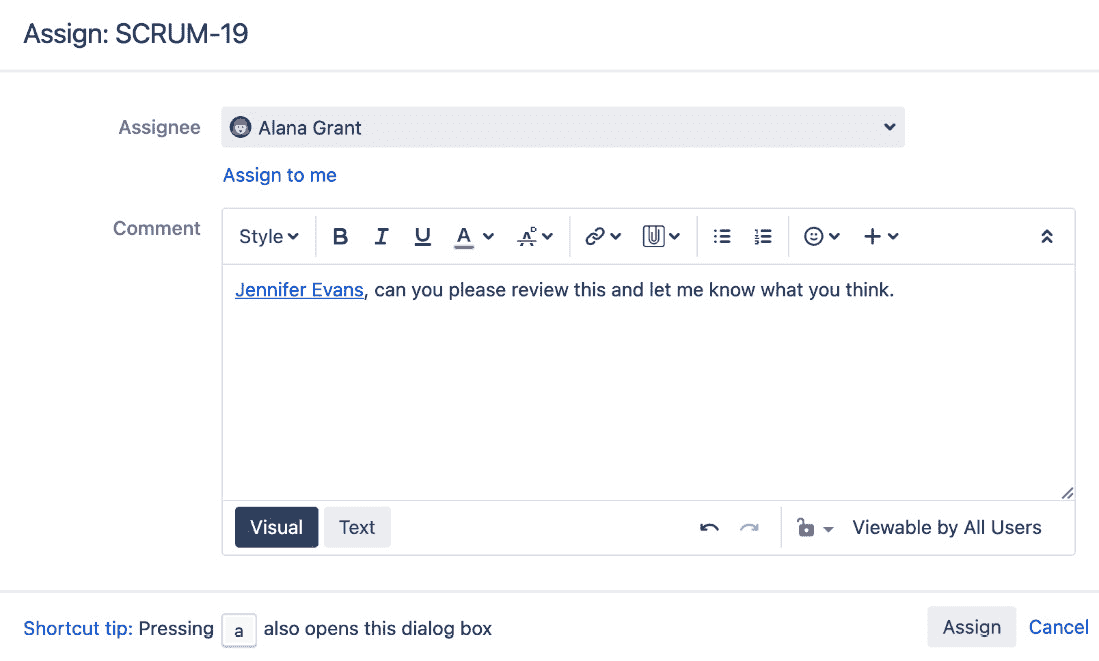 Assign: SCRUM-19
Assignee Alana Grant
Assign to me
Comment Style B I U A
Jennifer Evans, can you please review this and let me know what you think.
Visual Text Viewable by All Users
Shortcut tip: Pressing a also opens this dialog box Assign Cancel